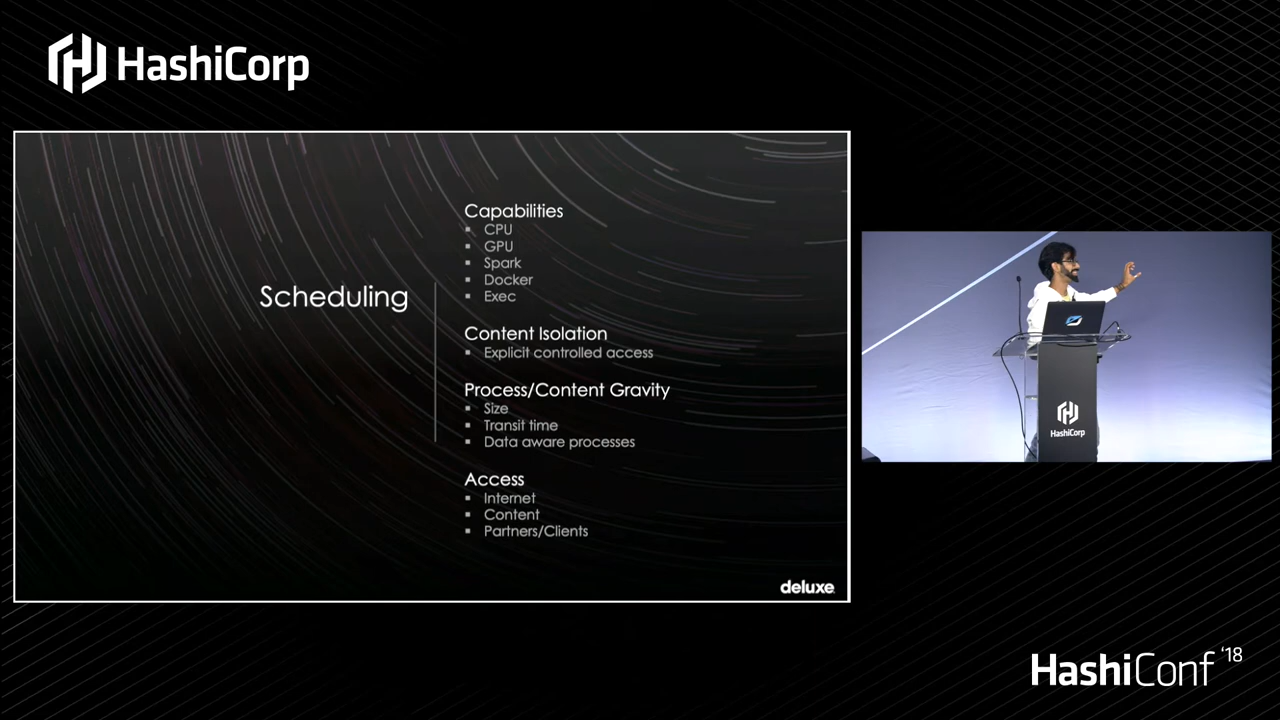 HashiCorp
Scheduling
Capabilities
▪ CPU
▪ GPU
▪ Spark
▪ Docker
▪ Exec
Content Isolation
▪ Explicit controlled access
Process/Content Gravity
▪ Size
▪ Transit time
▪ Data aware processes
Access
▪ Internet
▪ Content
▪ Partners/Clients
deluxe
HashiCorp
HashiConf '18